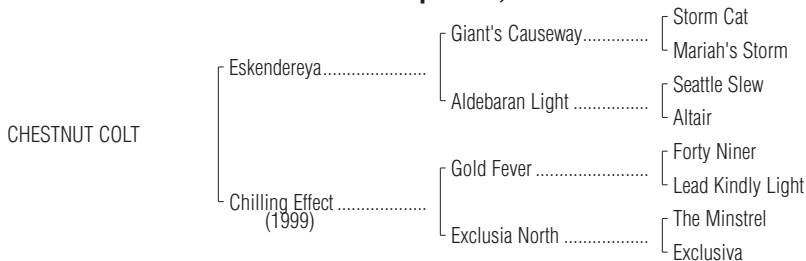 Storm Cat
Giant's Causeway..............
Mariah's Storm
Eskendereya......................
Seattle Slew
Aldebaran Light ................
Altair
CHESTNUT COLT
Forty Niner
Gold Fever ........................
Lead Kindly Light
Chilling Effect ...................
(1999)
The Minstrel
Exclusia North ..................
Exclusiva